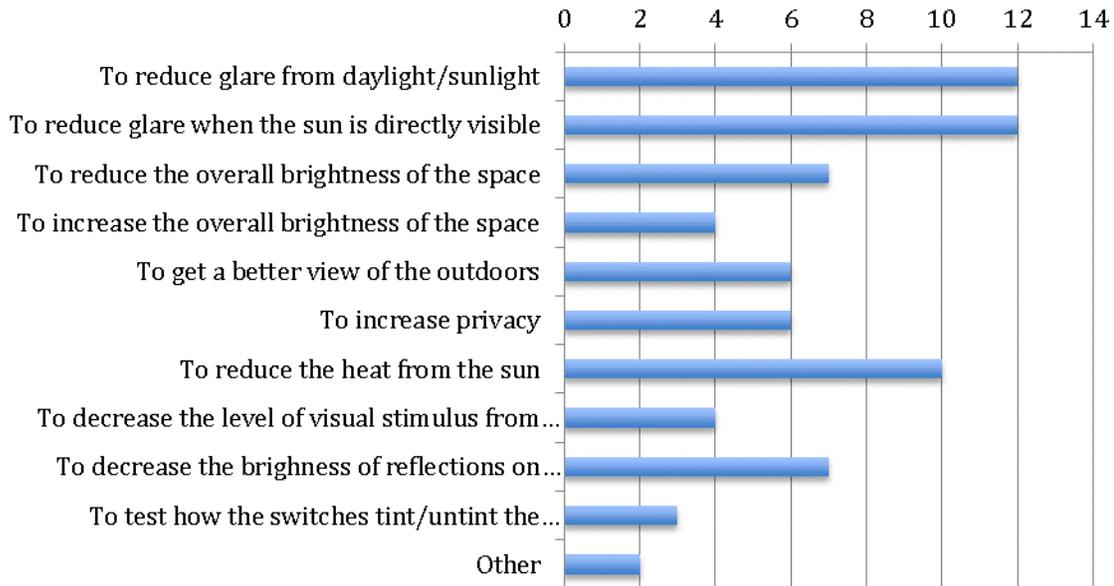 0 2 4 6 8 10 12 14
To reduce glare from daylight/sunlight
To reduce glare when the sun is directly visible
To reduce the overall brightness of the space
To increase the overall brightness of the space
To get a better view of the outdoors
To increase privacy
To reduce the heat from the sun
To decrease the level of visual stimulus from...
To decrease the brighness of reflections on...
To test how the switches tint/untint the...
Other